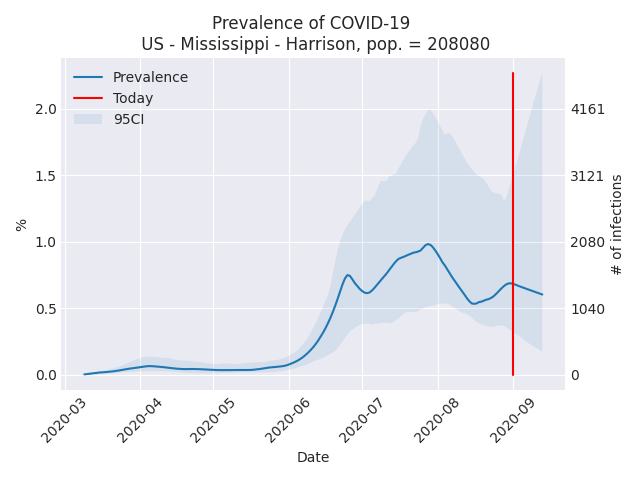 Prevalence of COVID-19
US - Mississippi - Harrison, pop. = 208080
Prevalence
Today
95CI
2.0
1.5
1.0
0.5
0.0
%
4161
3121
2080
1040
0
# of infections
2020-03
2020-04
2020-05
2020-06
2020-07
2020-08
2020-09
Date